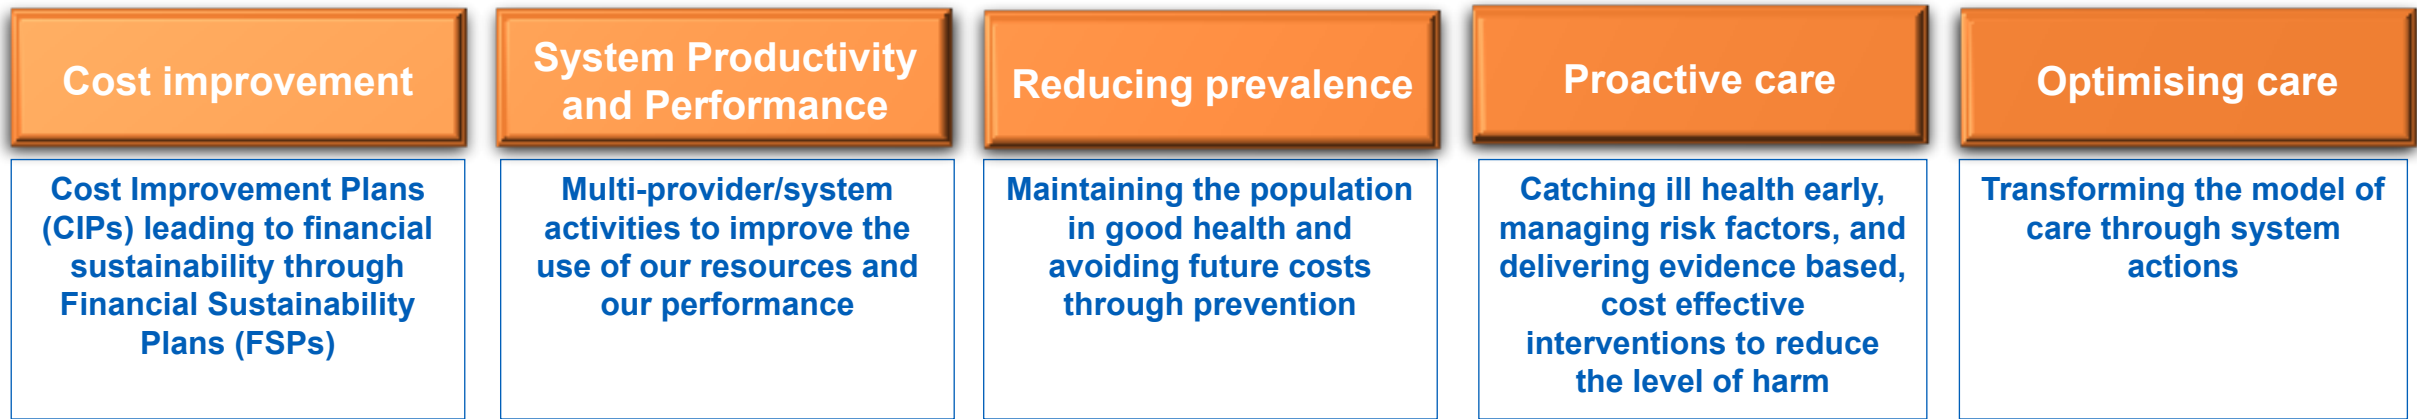 Cost improvement
Cost Improvement Plans
(CIPs) leading to financial
sustainability through
Financial Sustainability
Plans (FSPs)
System Productivity
and Performance
Multi-provider/system
activities to improve the
use of our resources and
our performance
Reducing prevalence
Maintaining the population
in good health and
avoiding future costs
through prevention
Proactive care
Catching ill health early,
managing risk factors, and
delivering evidence based,
cost effective
interventions to reduce
the level of harm
Optimising care
Transforming the model of
care through system
actions